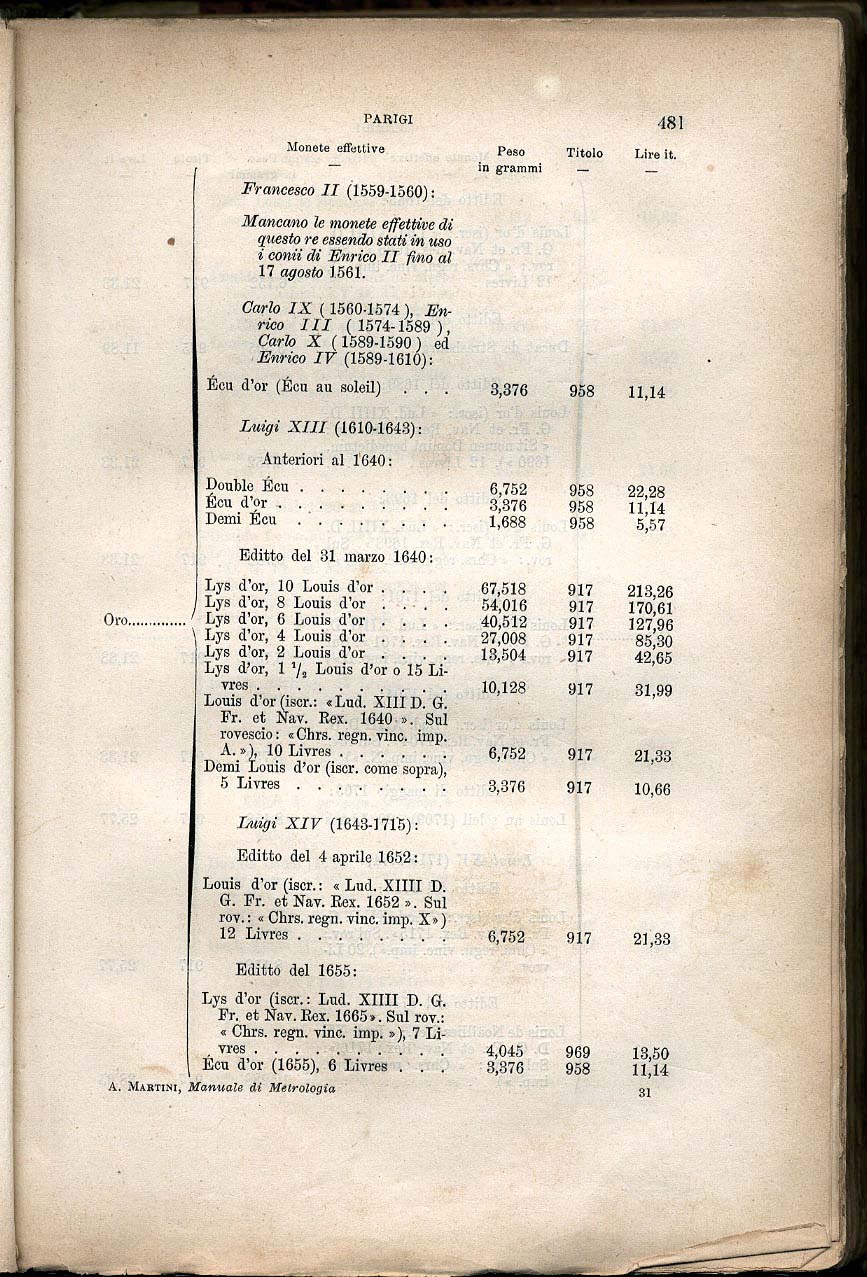 PARIGI 481
Monete effettive Peso in grammi Titolo Lire it.
Francesco II (1559-1560):
Mancano le monete effettive di
questo re essendo stati in uso
i conii di Enrico II fino al
17 agosto 1561.
Carlo IX (1560-1574), En-
rico III (1574-1589),
Carlo X (1589-1590) ed
Enrico IV (1589-1610):
Écu d'or (Écu au soleil) . . . 3,376 958 11,14
Luigi XIII (1610-1643):
Anteriori al 1640:
Double Écu . . . . . . . 6,752 958 22,28
Écu d'or . . . . . . . . 3,376 958 11,14
Demi Écu . . . . . . . 1,688 958 5,57
Editto del 31 marzo 1640:
Lys d'or, 10 Louis d'or . . . . 67,518 917 213,26
Lys d'or, 8 Louis d'or . . . . 54,016 917 170,61
Oro.............. Lys d'or, 6 Louis d'or . . . . 40,512 917 127,96
Lys d'or, 4 Louis d'or . . . . 27,008 917 85,30
Lys d'or, 2 Louis d'or . . . . 13,504 917 42,65
Lys d'or, 1 1/2 Louis d'or o 15 Li-
vres . . . . . . . . . . 10,128 917 31,99
Louis d'or (iscr.: «Lud. XIII D. G.
Fr. et Nav. Rex. 1640 ». Sul
rovescio: «Chrs. regn. vinc. imp.
A.»), 10 Livres . . . . . . 6,752 917 21,33
Demi Louis d'or (iscr. come sopra),
5 Livres . . . . . . . . 3,376 917 10,66
Luigi XIV (1643-1715):
Editto del 4 aprile 1652:
Louis d'or (iscr.: « Lud. XIIII D.
G. Fr. et Nav. Rex. 1652 ». Sul
rov.: « Chrs. regn. vinc. imp. X»)
12 Livres . . . . . . . . 6,752 917 21,33
Editto del 1655:
Lys d'or (iscr.: Lud. XIIII D. G.
Fr. et Nav. Rex. 1665». Sul rov.:
« Chrs. regn. vinc. imp. »), 7 Li-
vres . . . . . . . . . . 4,045 969 13,50
Écu d'or (1655), 6 Livres . . . 3,376 958 11,14
A. MARTINI, Manuale di Metrologia 31